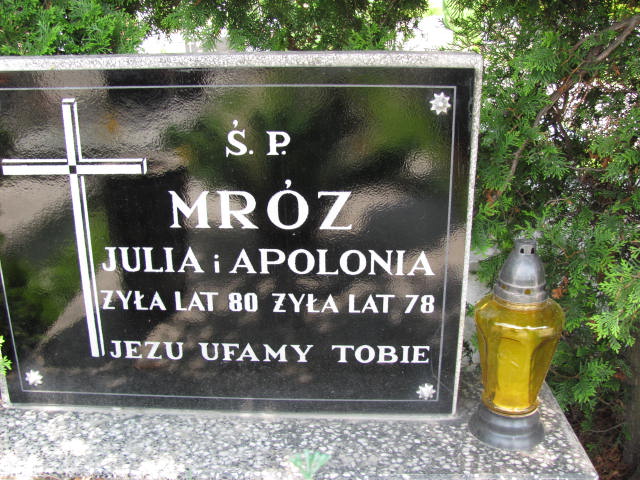 Ś. P.
MRÓZ
JULIA i APOLONIA
ŻYŁA LAT 80 ŻYŁA LAT 78
JEZU UFAMY TOBIE